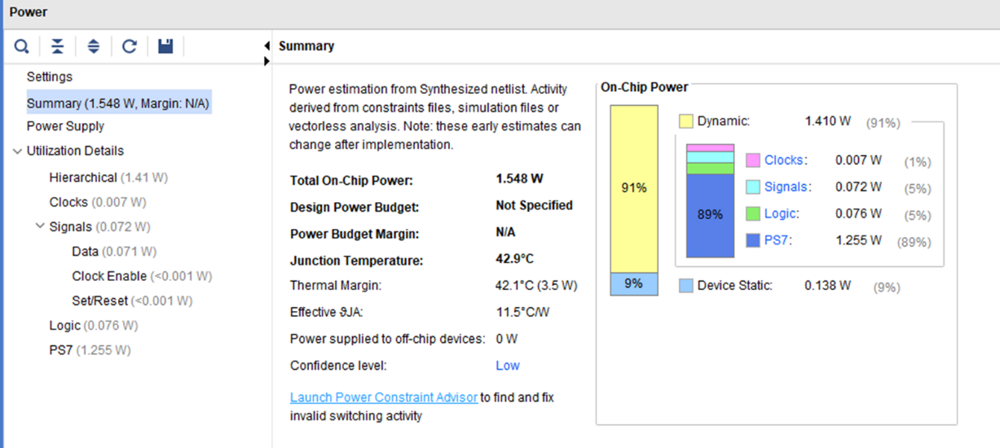 Power
Summary
Settings
Summary (1.548 W, Margin: N/A)
Power Supply
Utilization Details
Hierarchical (1.41 W)
Clocks (0.007 W)
Signals (0.072 W)
Data (0.071 W)
Clock Enable (<0.001 W)
Set/Reset (<0.001 W)
Logic (0.076 W)
PS7 (1.255 W)
Power estimation from Synthesized netlist. Activity
derived from constraints files, simulation files or
vectorless analysis. Note: these early estimates can
change after implementation.
Total On-Chip Power: 1.548 W
Design Power Budget: Not Specified
Power Budget Margin: N/A
Junction Temperature: 42.9°C
Thermal Margin: 42.1°C (3.5 W)
Effective ϑJA: 11.5°C/W
Power supplied to off-chip devices: 0 W
Confidence level: Low
Launch Power Constraint Advisor to find and fix
invalid switching activity
On-Chip Power
91%
9%
Dynamic: 1.410 W (91%)
89%
Clocks: 0.007 W (1%)
Signals: 0.072 W (5%)
Logic: 0.076 W (5%)
PS7: 1.255 W (89%)
Device Static: 0.138 W (9%)